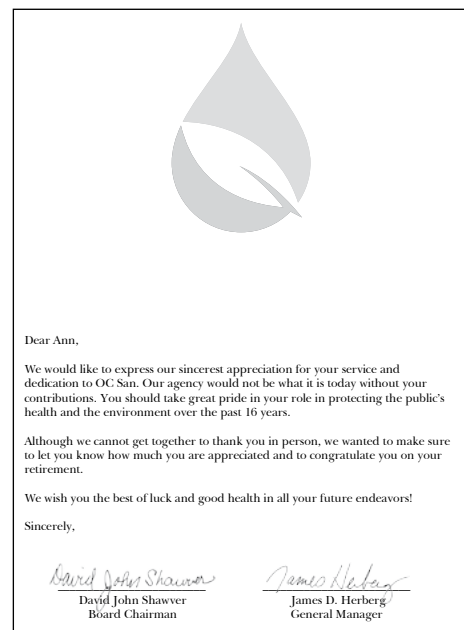 Dear Ann,
We would like to express our sincerest appreciation for your service and
dedication to OC San. Our agency would not be what it is today without your
contributions. You should take great pride in your role in protecting the public's
health and the environment over the past 16 years.
Although we cannot get together to thank you in person, we wanted to make sure
to let you know how much you are appreciated and to congratulate you on your
retirement.
We wish you the best of luck and good health in all your future endeavors!
Sincerely,
David John Shawver James Herberg
David John Shawver James D. Herberg
Board Chairman General Manager